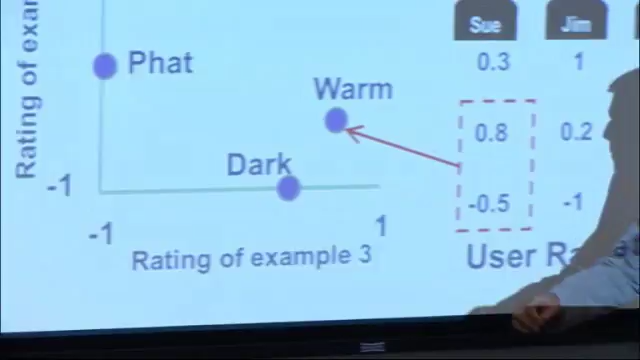 Rating of exa
Phat
Warm
Dark
-1
-1
1
Rating of example 3
Sue Jim
0.3 1
0.8 0.2
-0.5 -1
User Ra